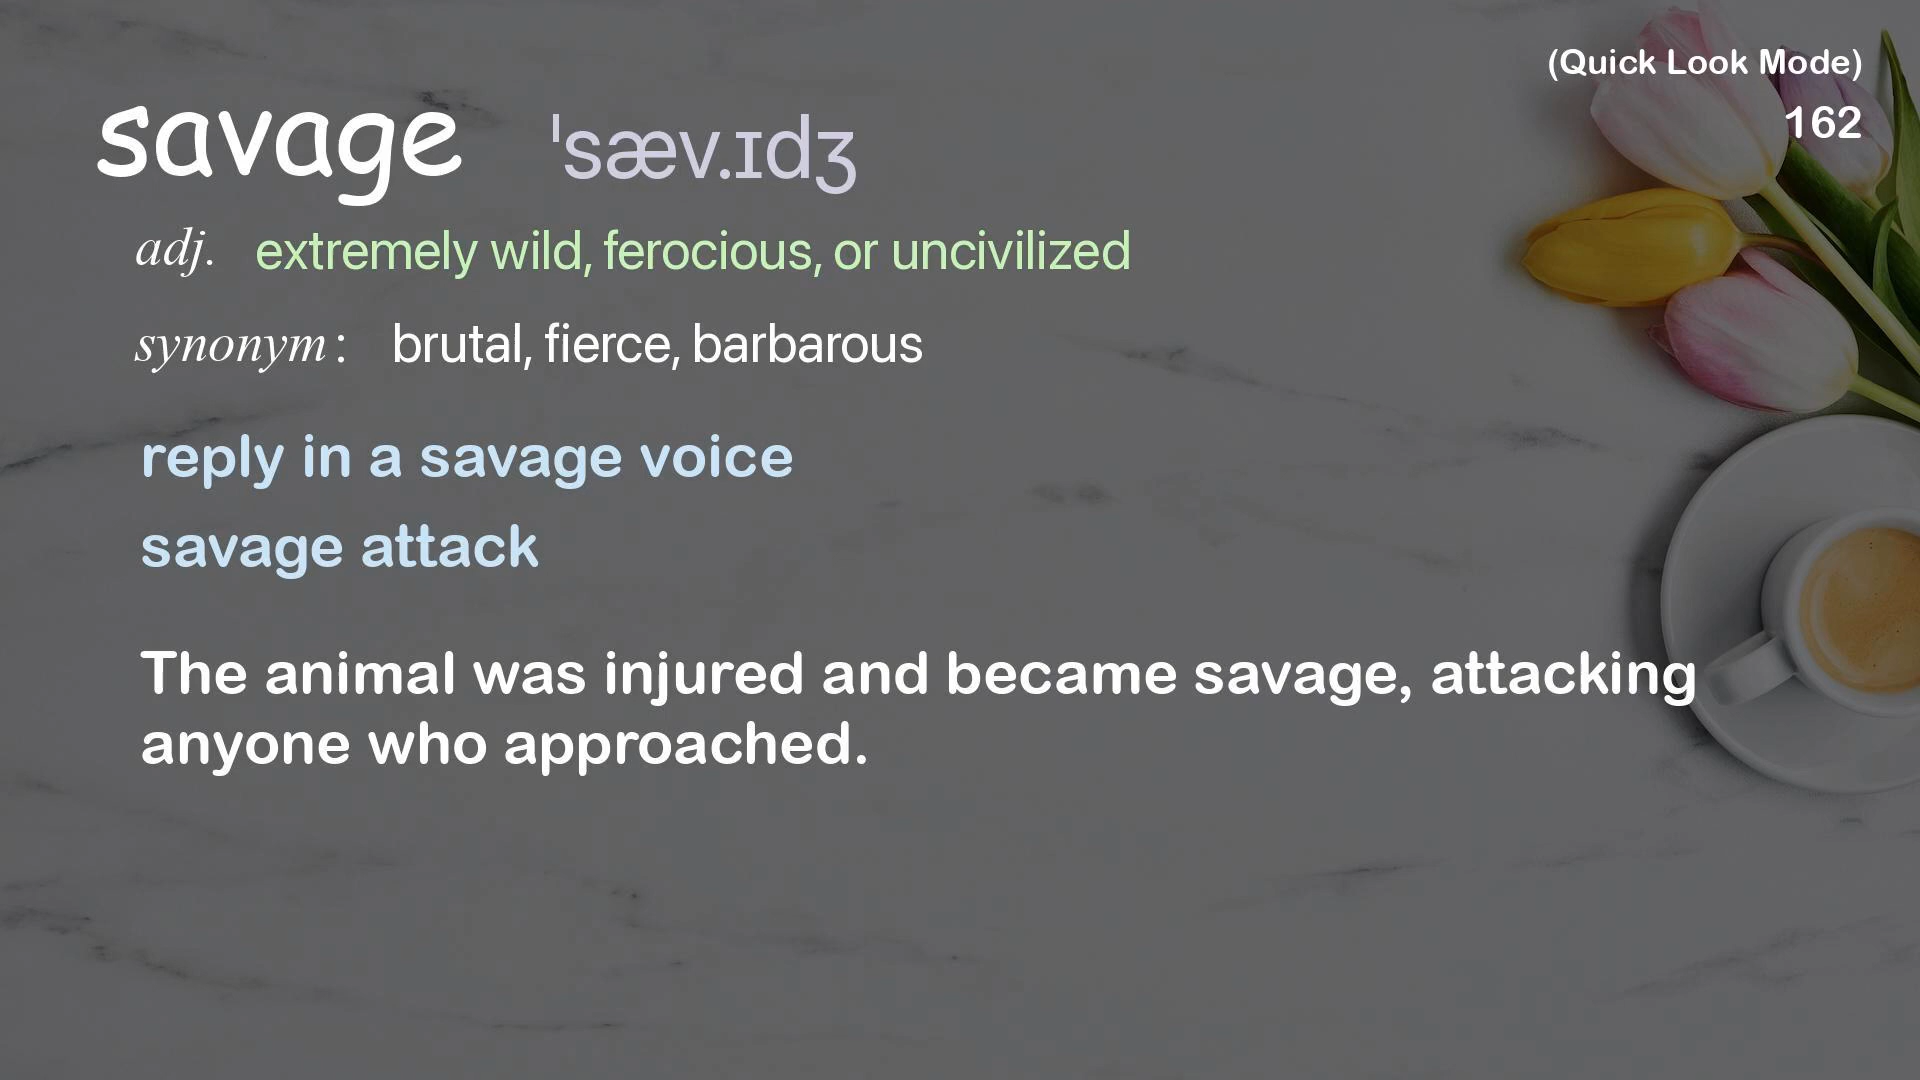 (Quick Look Mode)
162
savage ˈsæv.ɪdʒ
adj. extremely wild, ferocious, or uncivilized
synonym: brutal, fierce, barbarous
reply in a savage voice
savage attack
The animal was injured and became savage, attacking
anyone who approached.